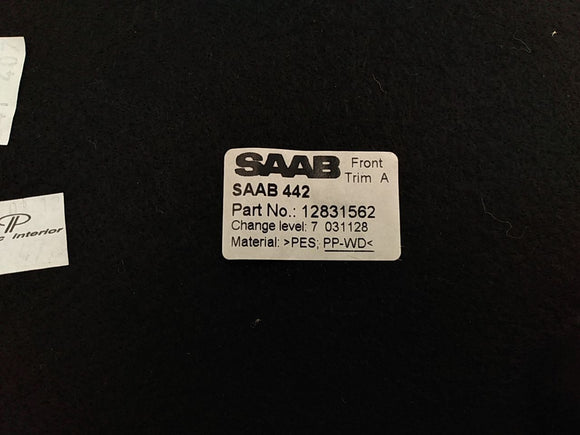 SAAB Front
Trim A
SAAB 442
Part No.: 12831562
Change level: 7 031128
Material: >PES; PP-WD<
c interior